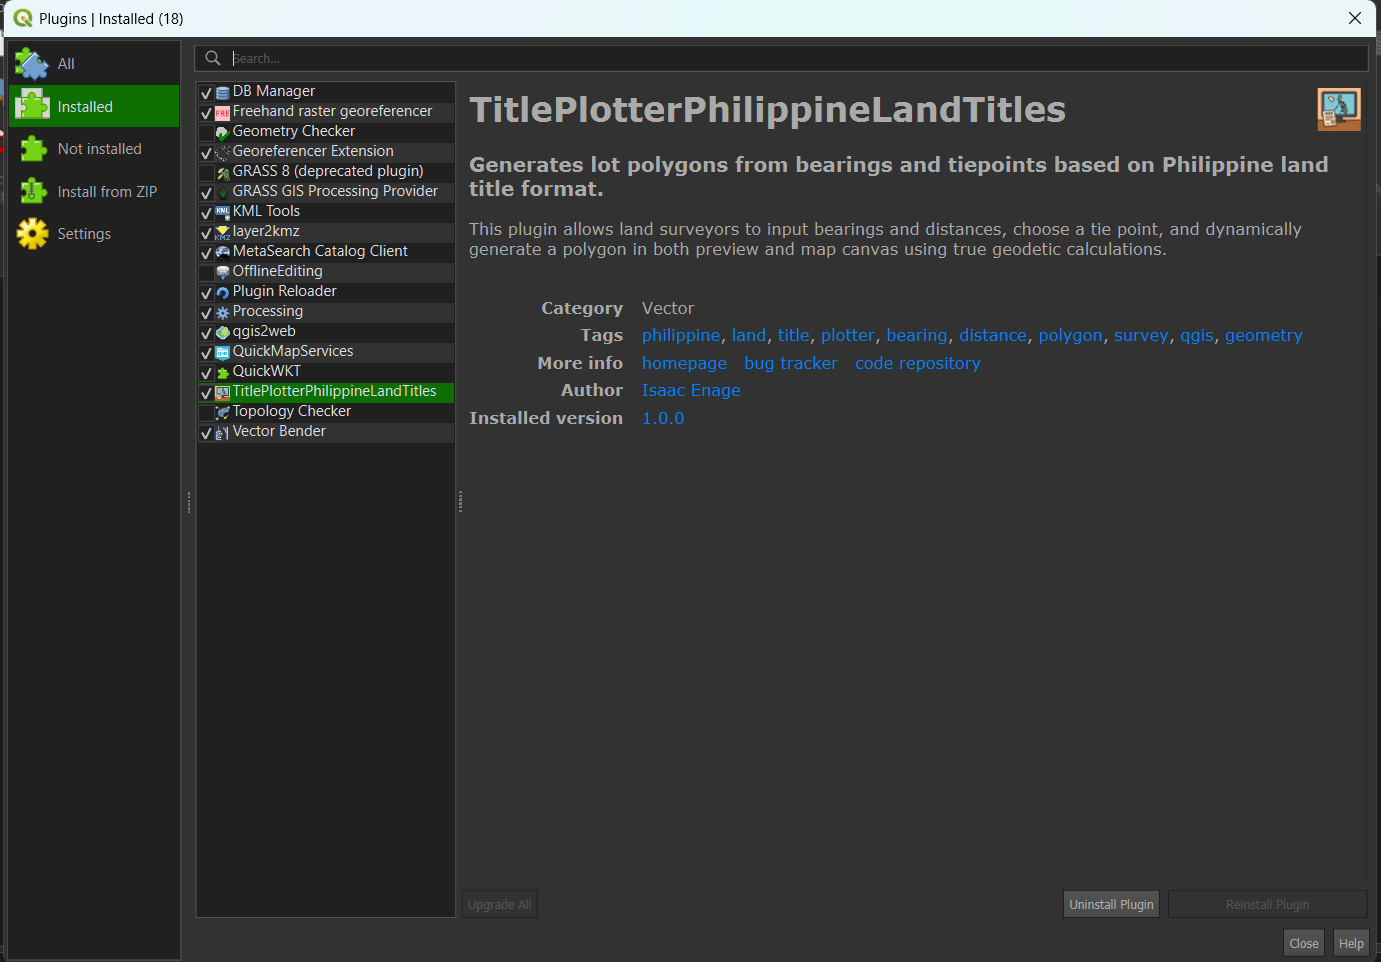 Plugins | Installed (18)
All
Installed
Not installed
Install from ZIP
Settings
Search...
DB Manager
FRE Freehand raster georeferencer
Geometry Checker
Georeferencer Extension
GRASS 8 (deprecated plugin)
GRASS GIS Processing Provider
KML KML Tools
KMZ layer2kmz
MetaSearch Catalog Client
OfflineEditing
Plugin Reloader
Processing
qgis2web
QuickMapServices
QuickWKT
TitlePlotterPhilippineLandTitles
Topology Checker
Vector Bender
TitlePlotterPhilippineLandTitles
Generates lot polygons from bearings and tiepoints based on Philippine land
title format.
This plugin allows land surveyors to input bearings and distances, choose a tie point, and dynamically
generate a polygon in both preview and map canvas using true geodetic calculations.
Category Vector
Tags philippine, land, title, plotter, bearing, distance, polygon, survey, qgis, geometry
More info homepage bug tracker code repository
Author Isaac Enage
Installed version 1.0.0
Upgrade All
Uninstall Plugin
Reinstall Plugin
Close
Help